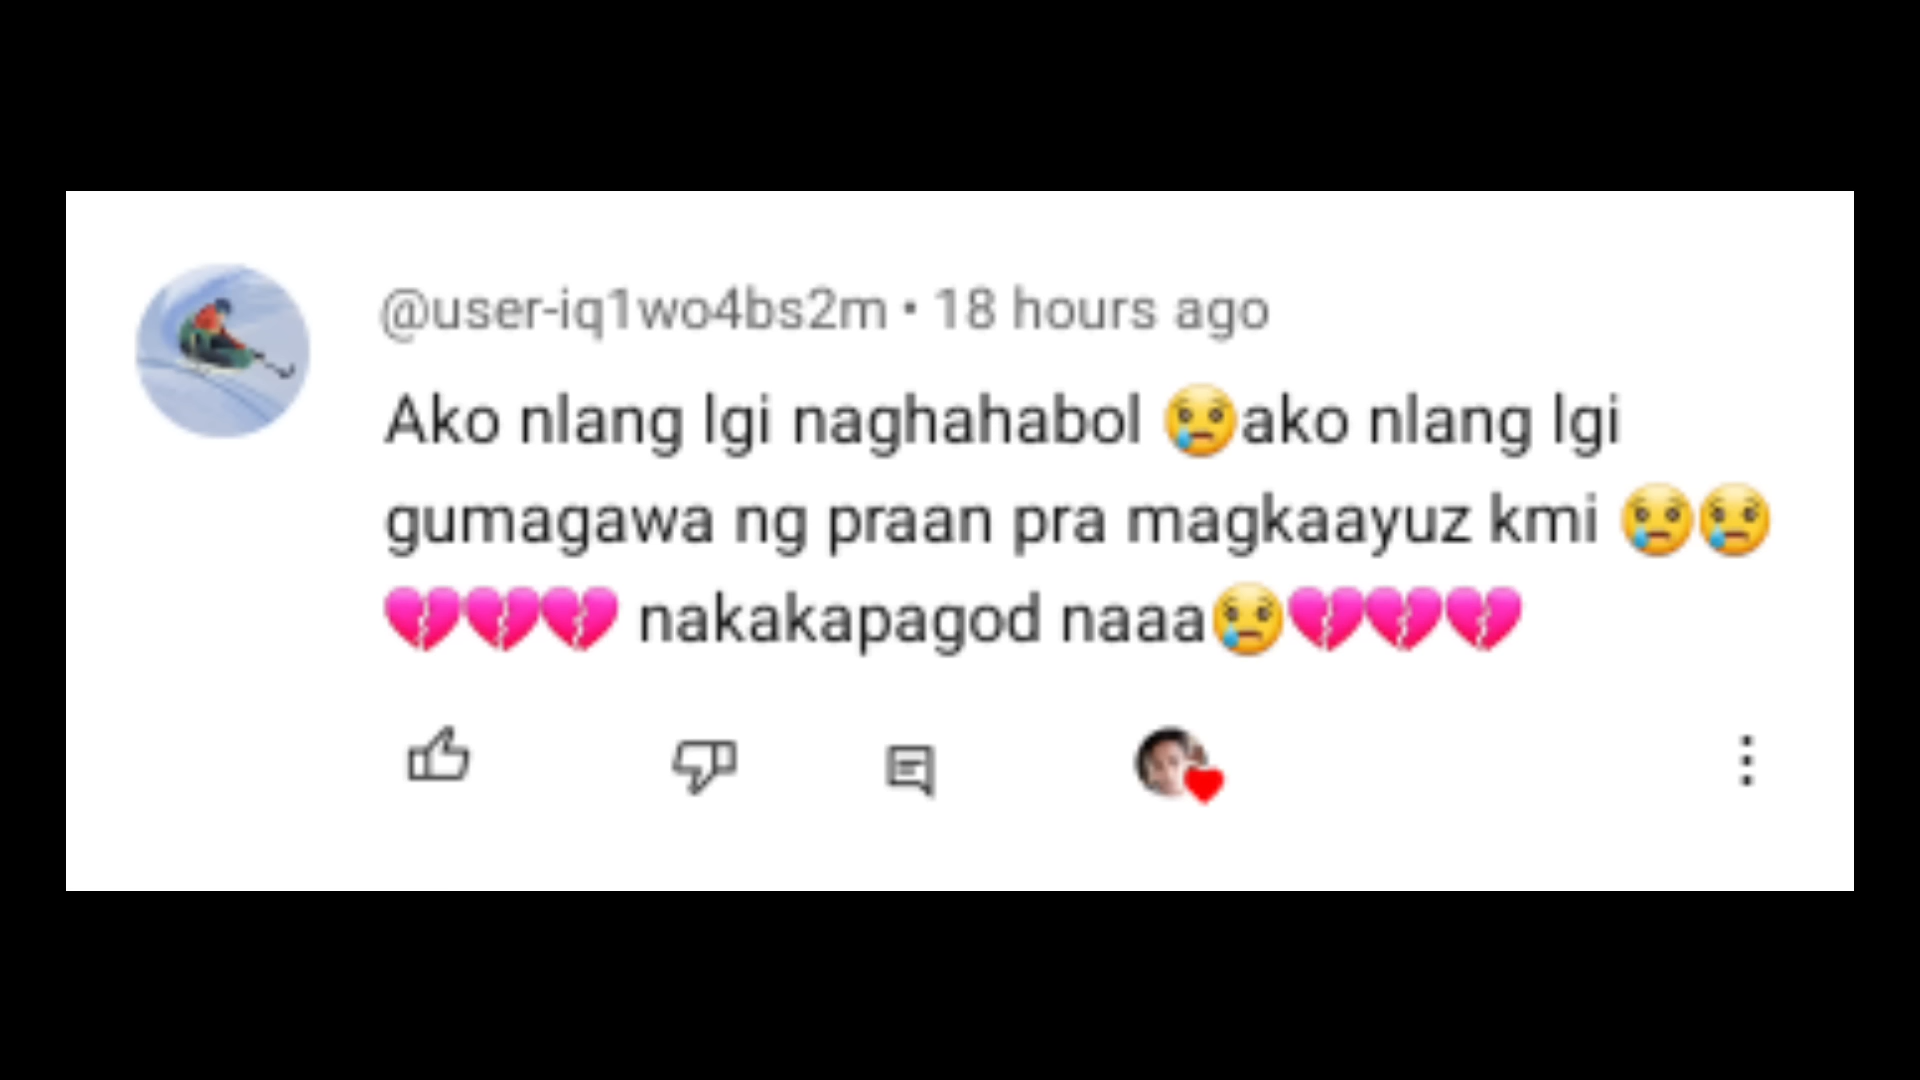 @user-iq1wo4bs2m • 18 hours ago
Ako nlang lgi naghahabol 😢ako nlang lgi
gumagawa ng praan pra magkaayuz kmi 😢😢
💔💔💔 nakakapagod naaa😢💔💔💔